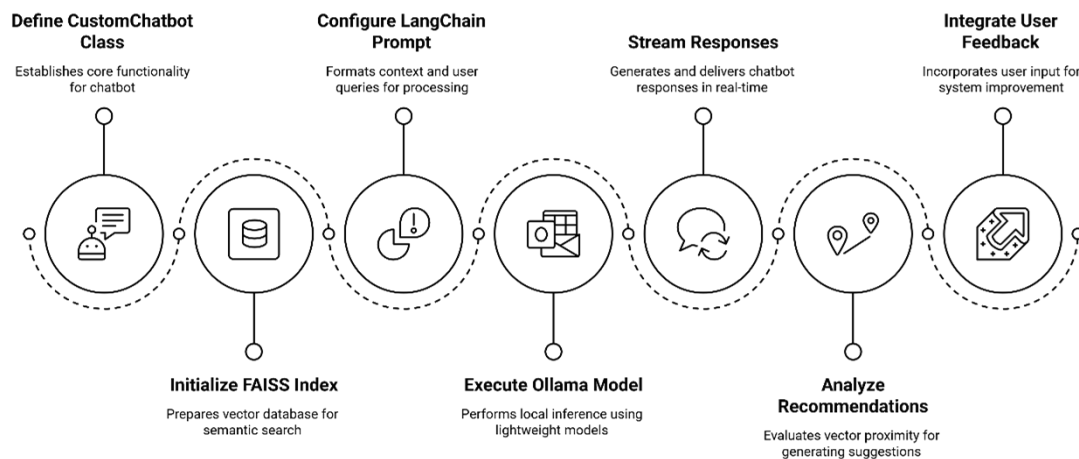 Define CustomChatbot
Class
Establishes core functionality
for chatbot
Initialize FAISS Index
Prepares vector database for
semantic search
Configure LangChain
Prompt
Formats context and user
queries for processing
Execute Ollama Model
Performs local inference using
lightweight models
Stream Responses
Generates and delivers chatbot
responses in real-time
Analyze
Recommendations
Evaluates vector proximity for
generating suggestions
Integrate User
Feedback
Incorporates user input for
system improvement